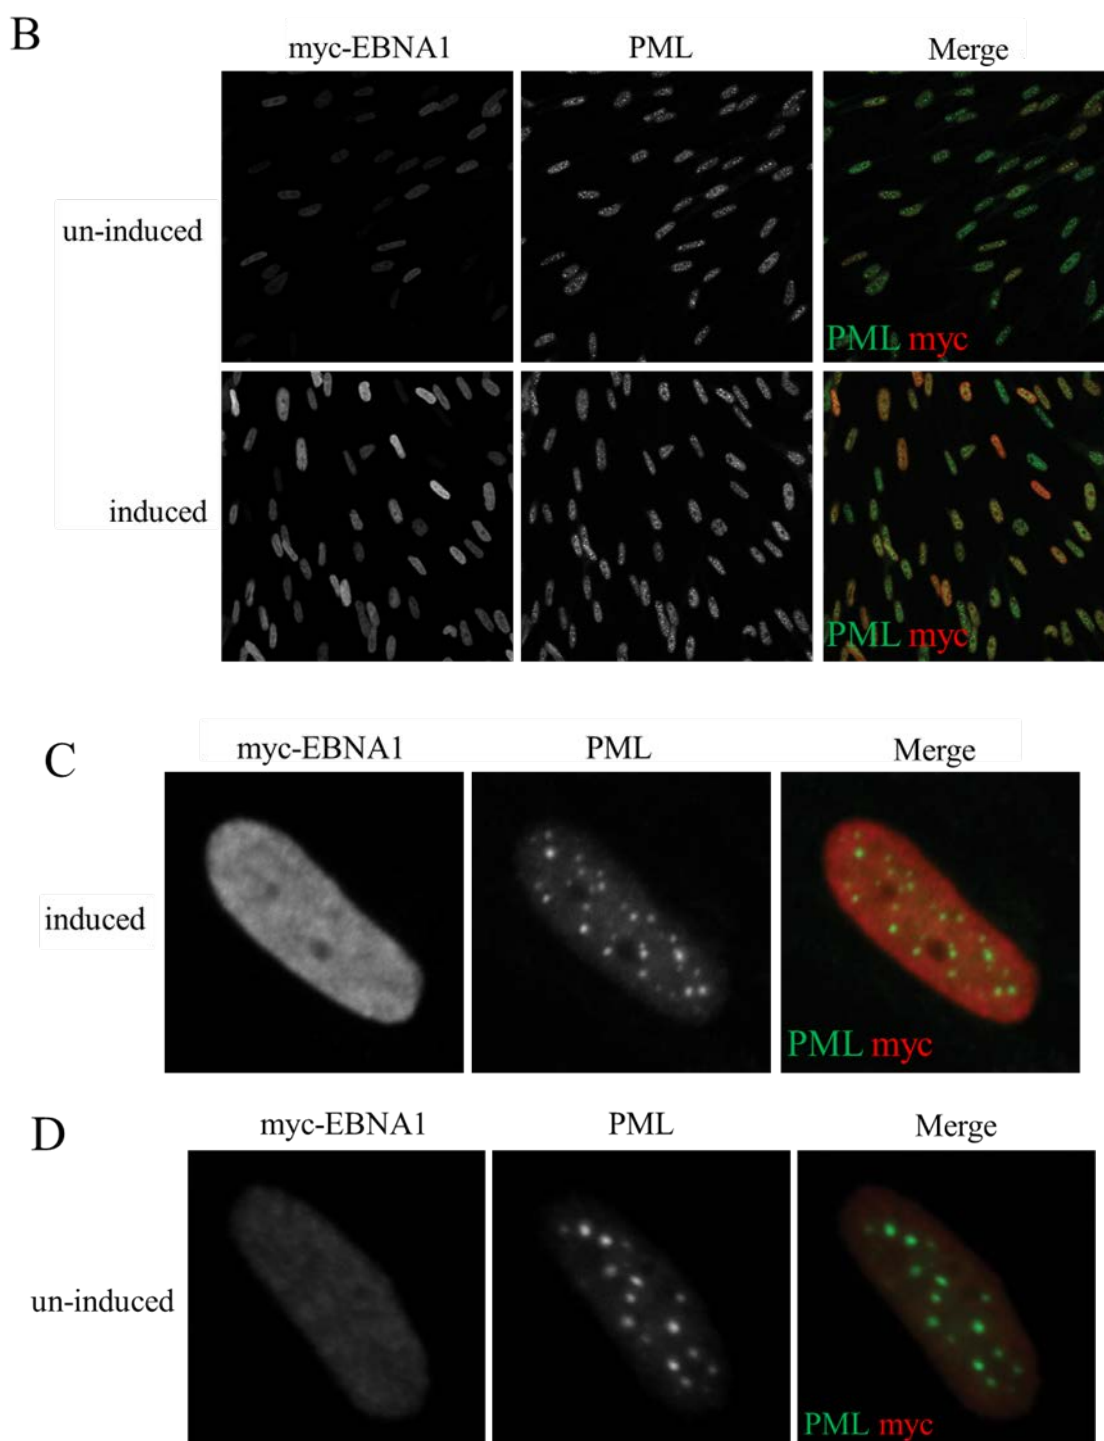 B
myc-EBNA1 PML Merge
un-induced
PML myc
induced
PML myc
C
myc-EBNA1 PML Merge
induced
PML myc
D
myc-EBNA1 PML Merge
un-induced
PML myc